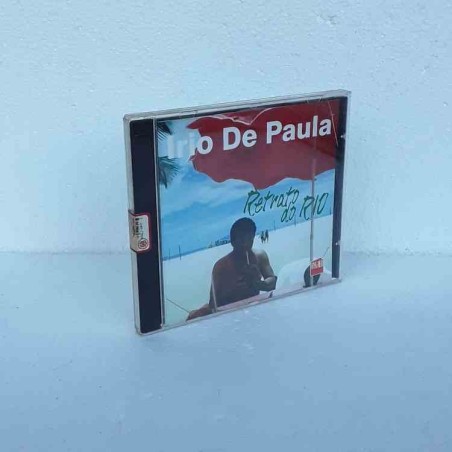 Irio De Paula
Retrato
do RIO